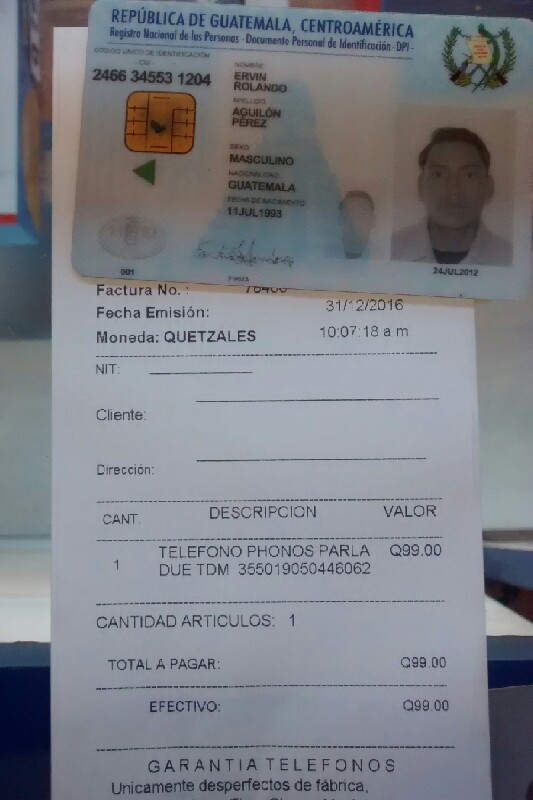 REPÚBLICA DE GUATEMALA, CENTROAMÉRICA
Registro Nacional de las Personas - Documento Personal de Identificación - DPI -
CÓDIGO ÚNICO DE IDENTIFICACIÓN
- CUI -
2466 34553 1204
NOMBRE
ERVIN
ROLANDO
APELLIDO
AGUILÓN
PÉREZ
SEXO
MASCULINO
NACIONALIDAD
GUATEMALA
FECHA DE NACIMIENTO
11JUL1993
001
FIRMA
24JUL2012
Factura No. :
Fecha Emisión: 31/12/2016
Moneda: QUETZALES 10:07:18 a m
NIT:
Cliente:
Dirección:
CANT. DESCRIPCION VALOR
1 TELEFONO PHONOS PARLA Q99.00
DUE TDM 355019050446062
CANTIDAD ARTICULOS: 1
TOTAL A PAGAR: Q99.00
EFECTIVO: Q99.00
GARANTIA TELEFONOS
Unicamente desperfectos de fábrica,